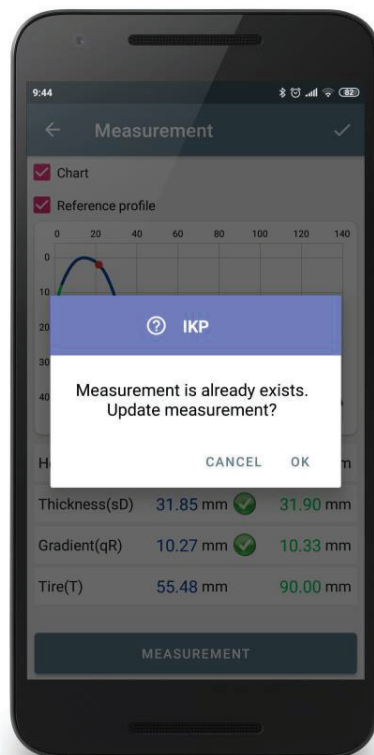 9:44
82
Measurement
Chart
Reference profile
0 20 40 60 80 100 120 140
0
10
20
30
40
IKP
Measurement is already exists.
Update measurement?
CANCEL OK
Thickness(sD) 31.85 mm 31.90 mm
Gradient(qR) 10.27 mm 10.33 mm
Tire(T) 55.48 mm 90.00 mm
MEASUREMENT